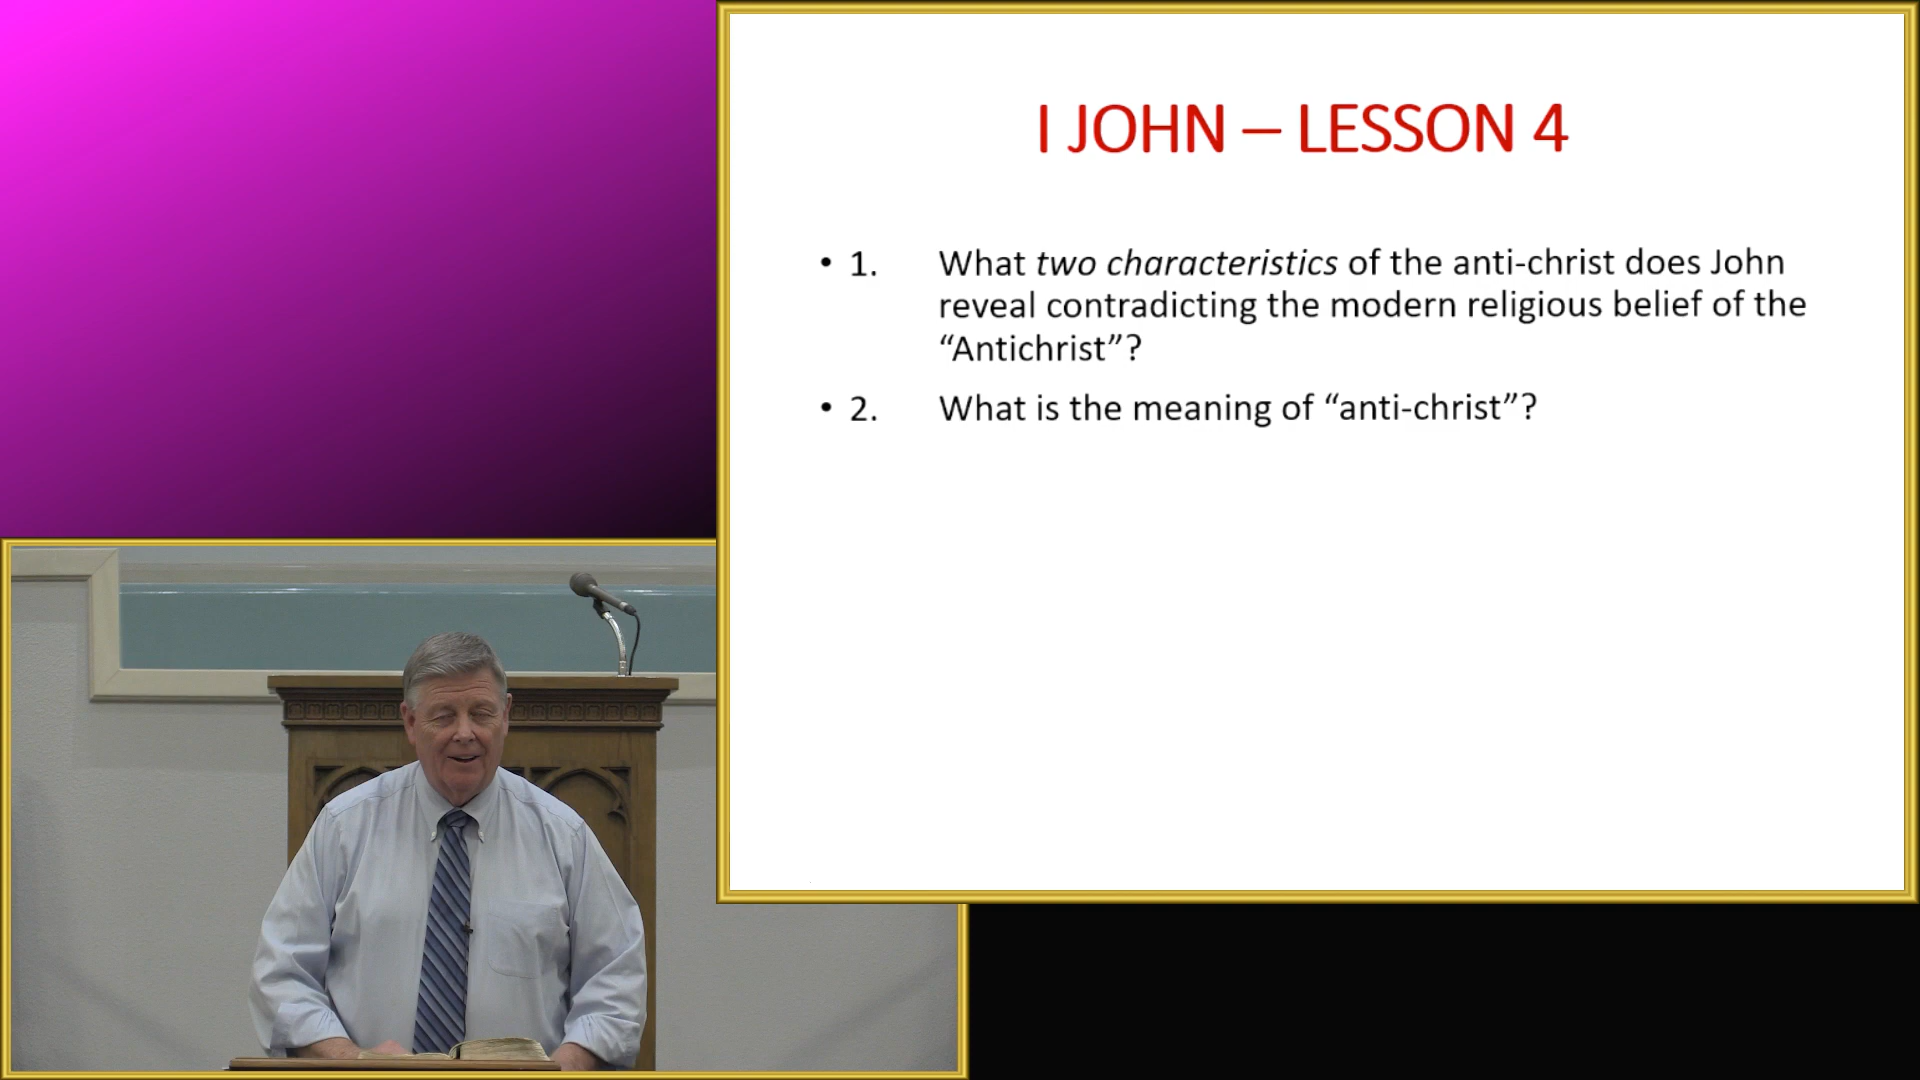 I JOHN – LESSON 4
• 1. What two characteristics of the anti-christ does John
reveal contradicting the modern religious belief of the
“Antichrist”?
• 2. What is the meaning of “anti-christ”?